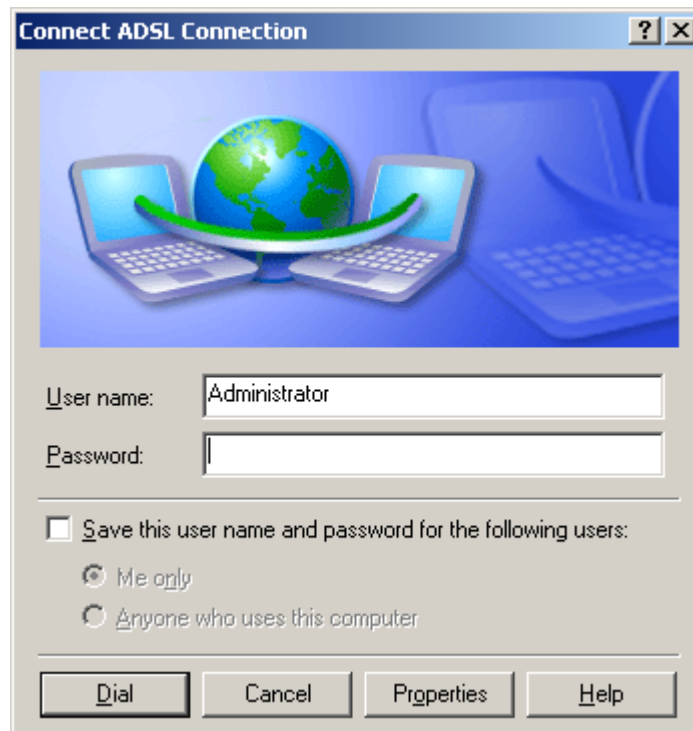 Connect ADSL Connection
User name: Administrator
Password:
Save this user name and password for the following users:
Me only
Anyone who uses this computer
Dial Cancel Properties Help